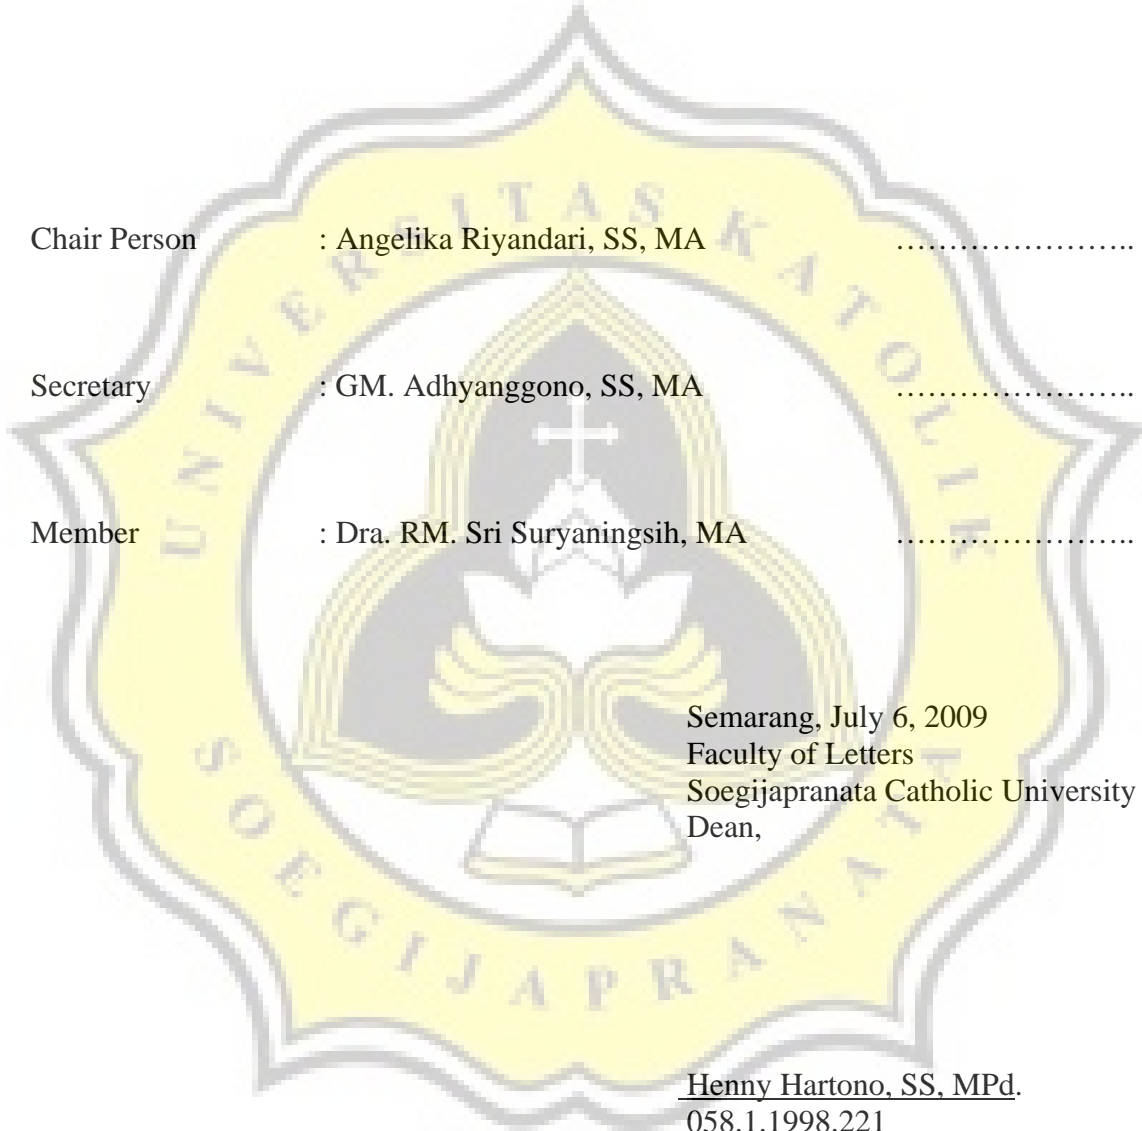 UNIVERSITAS KATOLIK
Chair Person : Angelika Riyandari, SS, MA …………………..
Secretary : GM. Adhyanggono, SS, MA …………………..
Member : Dra. RM. Sri Suryaningsih, MA …………………..
Semarang, July 6, 2009
Faculty of Letters
Soegijapranata Catholic University
Dean,
SOEGIJAPRANATA
Henny Hartono, SS, MPd.
058.1.1998.221